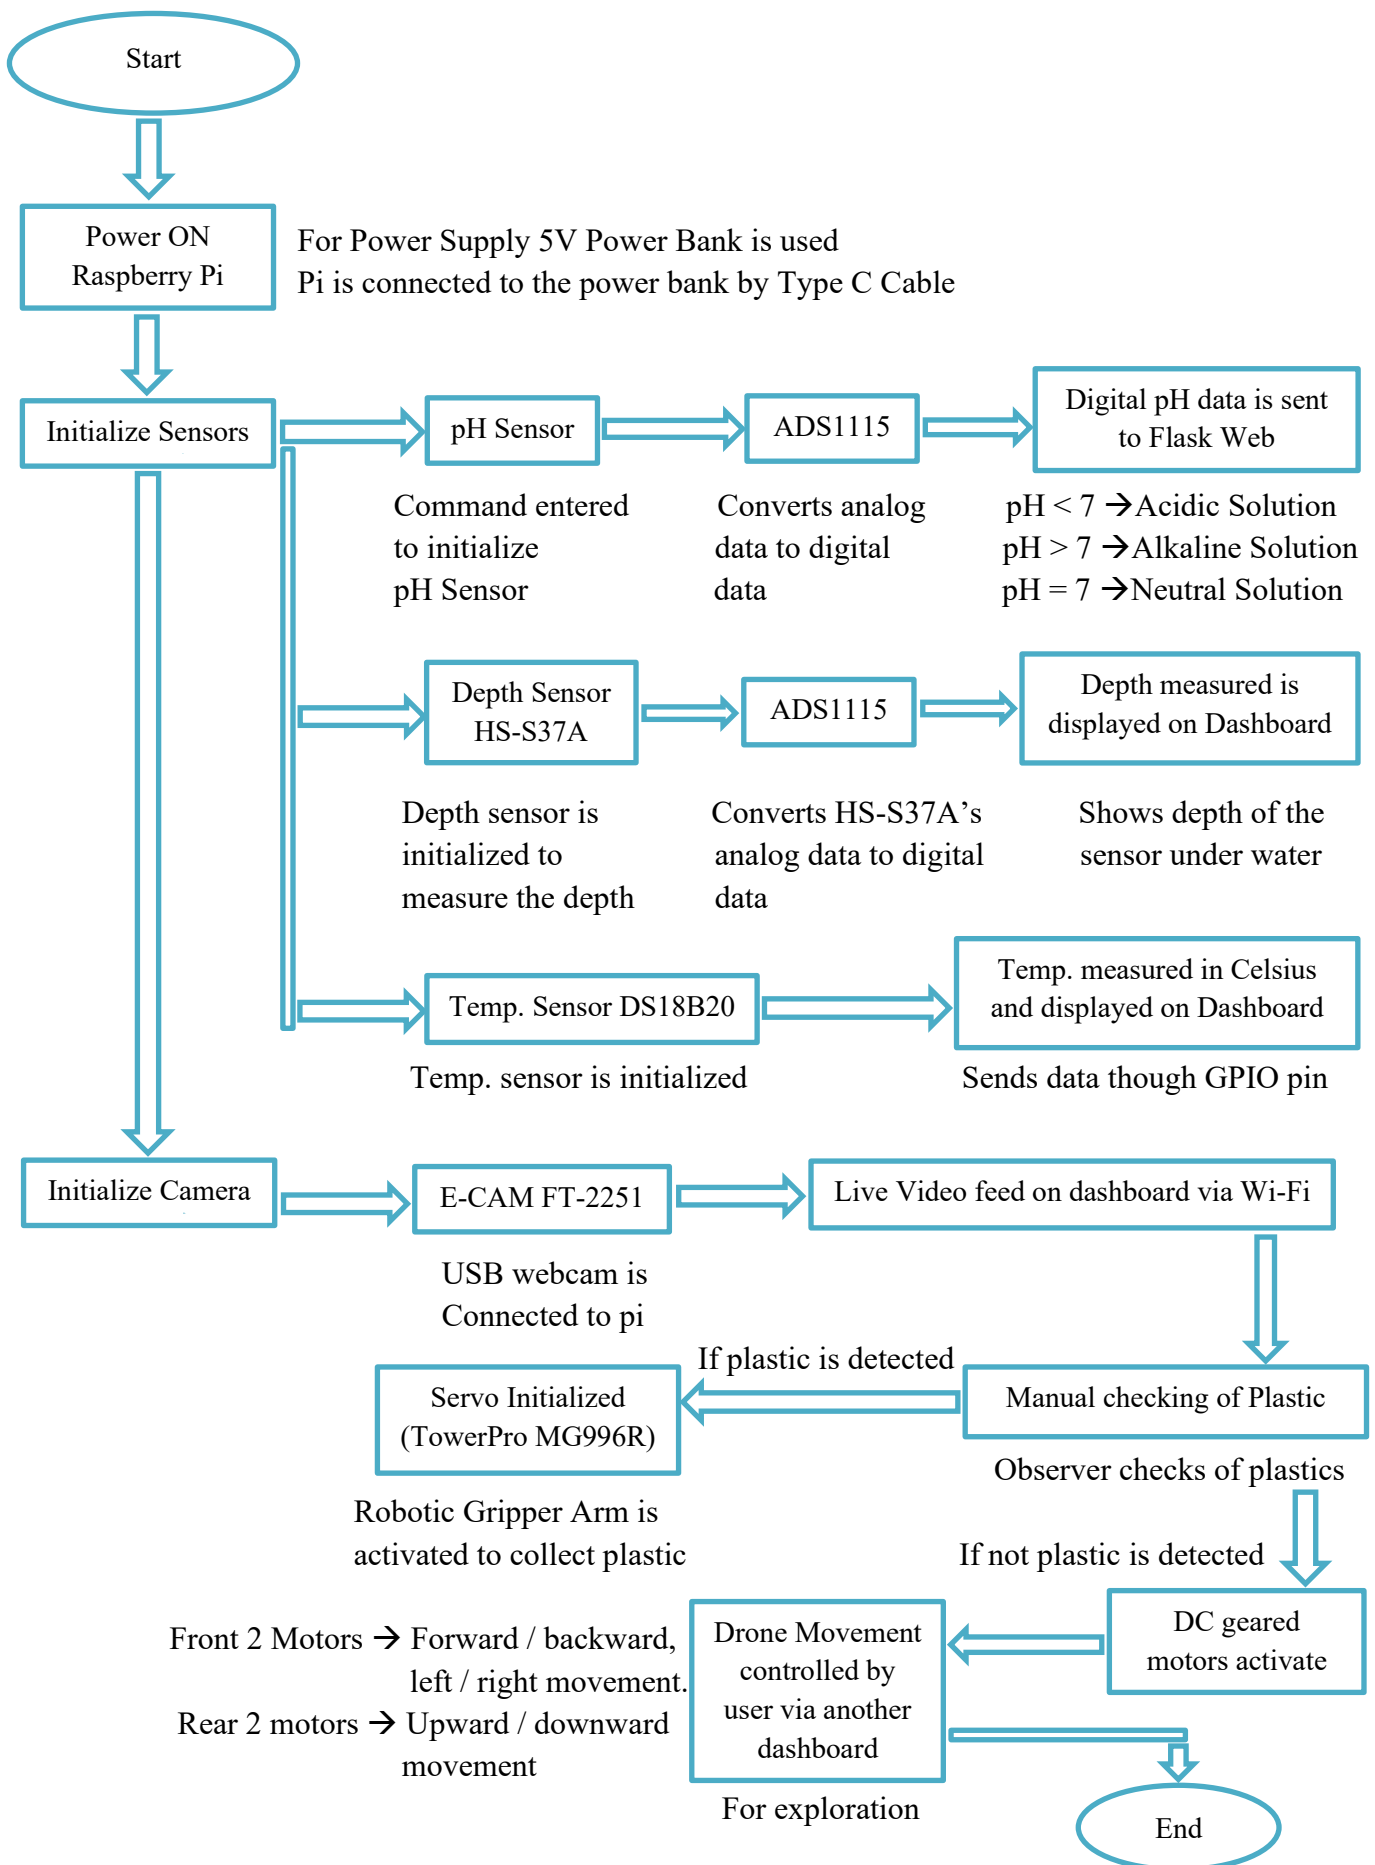 Start
Power ON
Raspberry Pi
For Power Supply 5V Power Bank is used
Pi is connected to the power bank by Type C Cable
Initialize Sensors
pH Sensor
ADS1115
Digital pH data is sent
to Flask Web
Command entered
to initialize
pH Sensor
Converts analog
data to digital
data
pH < 7 →Acidic Solution
pH > 7 →Alkaline Solution
pH = 7 →Neutral Solution
Depth Sensor
HS-S37A
ADS1115
Depth measured is
displayed on Dashboard
Depth sensor is
initialized to
measure the depth
Converts HS-S37A’s
analog data to digital
data
Shows depth of the
sensor under water
Temp. Sensor DS18B20
Temp. measured in Celsius
and displayed on Dashboard
Temp. sensor is initialized
Sends data though GPIO pin
Initialize Camera
E-CAM FT-2251
Live Video feed on dashboard via Wi-Fi
USB webcam is
Connected to pi
If plastic is detected
Servo Initialized
(TowerPro MG996R)
Manual checking of Plastic
Observer checks of plastics
Robotic Gripper Arm is
activated to collect plastic
If not plastic is detected
DC geared
motors activate
Drone Movement
controlled by
user via another
dashboard
Front 2 Motors → Forward / backward,
left / right movement.
Rear 2 motors → Upward / downward
movement
For exploration
End